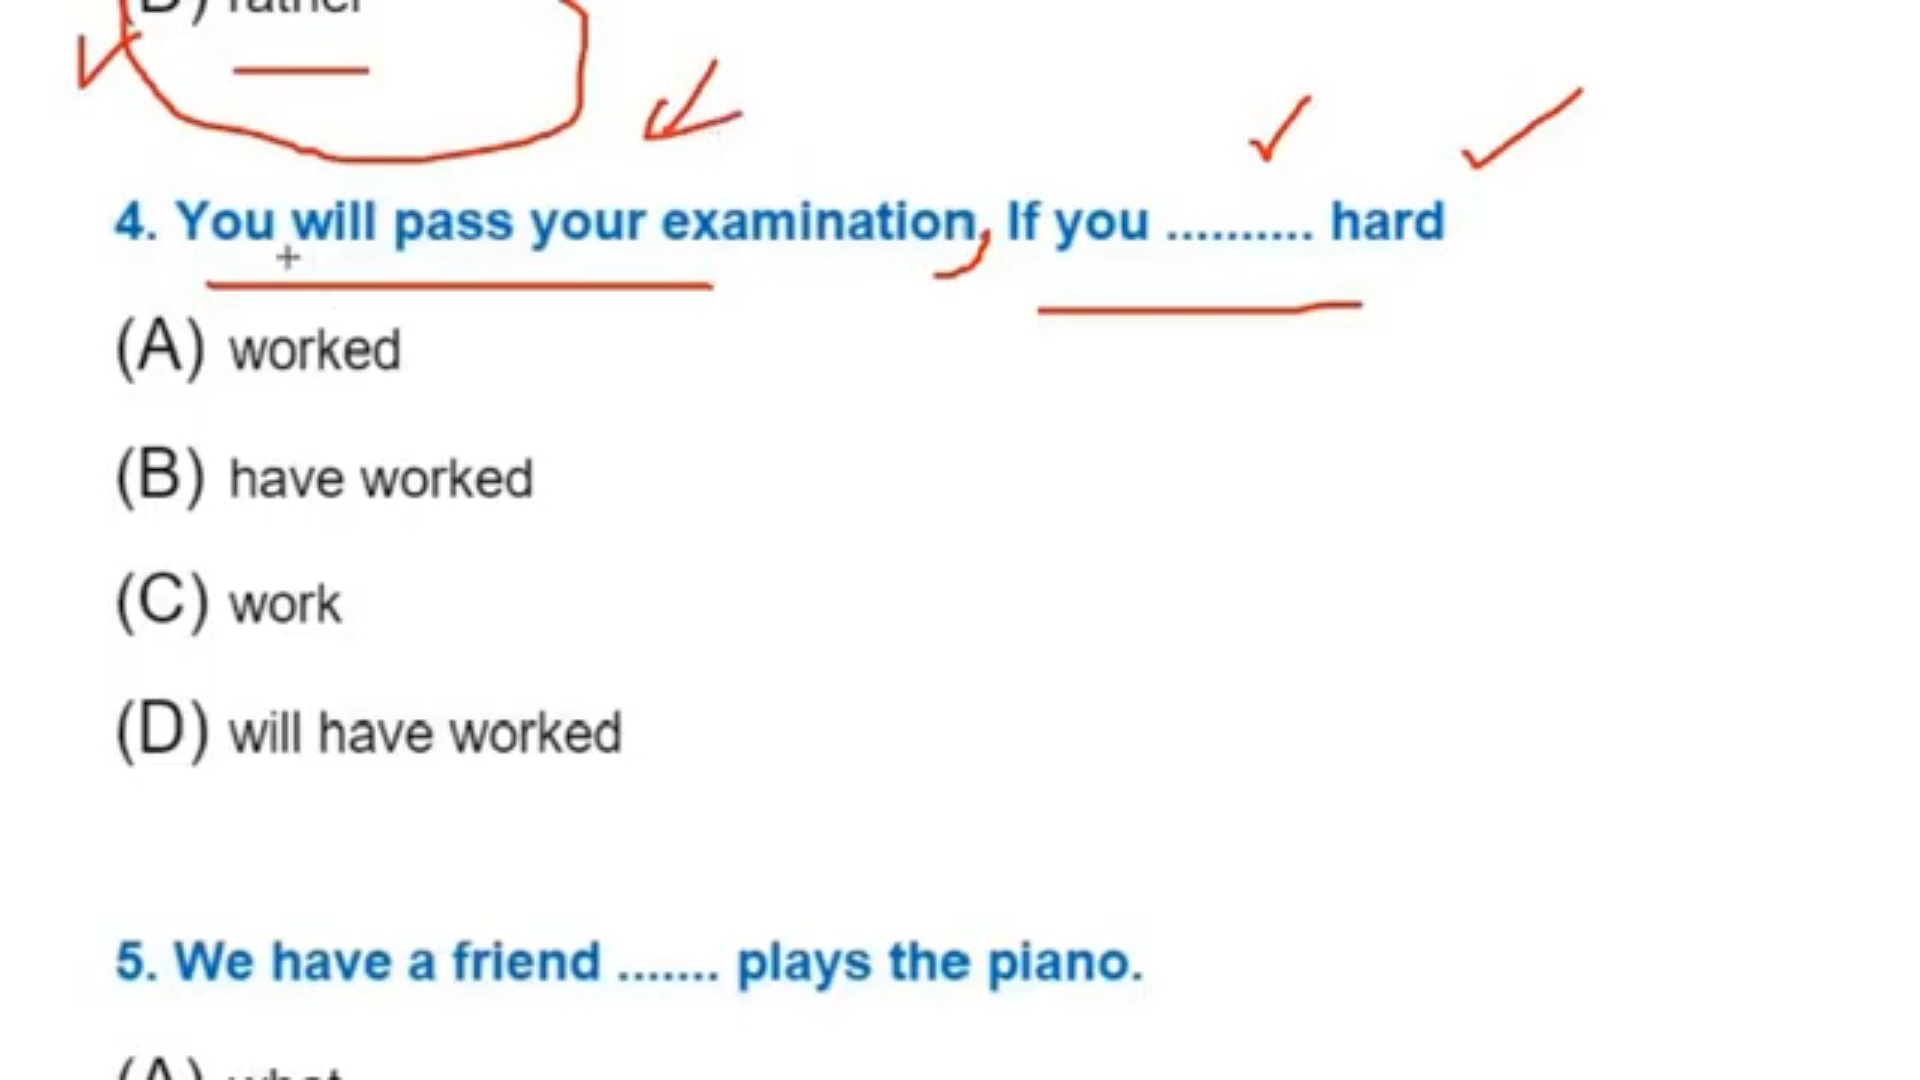 4. You will pass your examination, If you .......... hard
(A) worked
(B) have worked
(C) work
(D) will have worked
5. We have a friend ....... plays the piano.